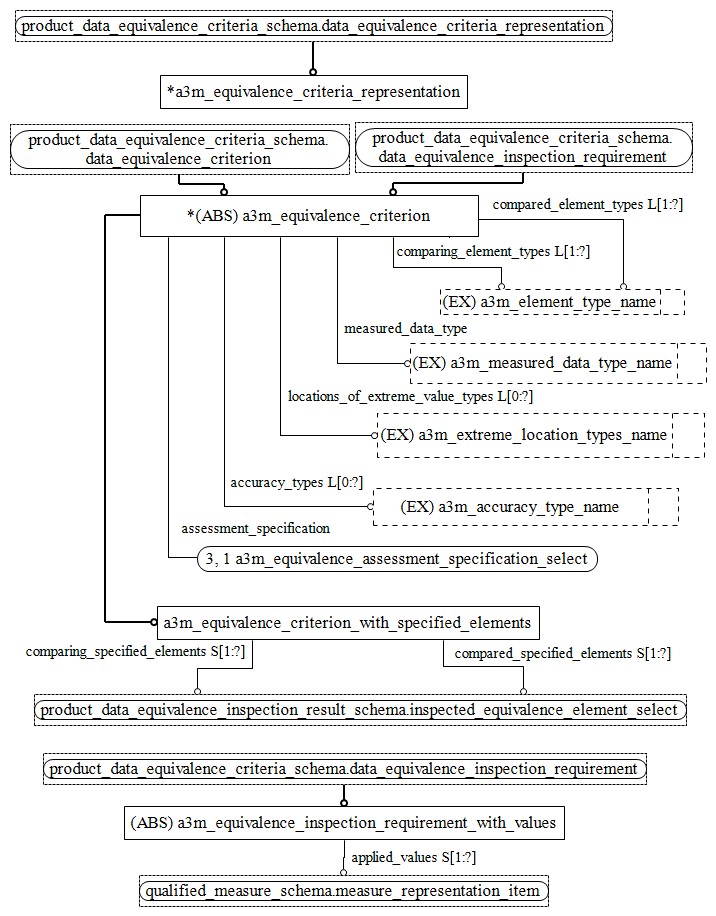 product_data_equivalence_criteria_schema.data_equivalence_criteria_representation
*a3m_equivalence_criteria_representation
product_data_equivalence_criteria_schema.
data_equivalence_criterion
product_data_equivalence_criteria_schema.
data_equivalence_inspection_requirement
*(ABS) a3m_equivalence_criterion
compared_element_types L[1:?]
comparing_element_types L[1:?]
(EX) a3m_element_type_name
measured_data_type
(EX) a3m_measured_data_type_name
locations_of_extreme_value_types L[0:?]
(EX) a3m_extreme_location_types_name
accuracy_types L[0:?]
(EX) a3m_accuracy_type_name
assessment_specification
3, 1 a3m_equivalence_assessment_specification_select
a3m_equivalence_criterion_with_specified_elements
comparing_specified_elements S[1:?]
compared_specified_elements S[1:?]
product_data_equivalence_inspection_result_schema.inspected_equivalence_element_select
product_data_equivalence_criteria_schema.data_equivalence_inspection_requirement
(ABS) a3m_equivalence_inspection_requirement_with_values
applied_values S[1:?]
qualified_measure_schema.measure_representation_item